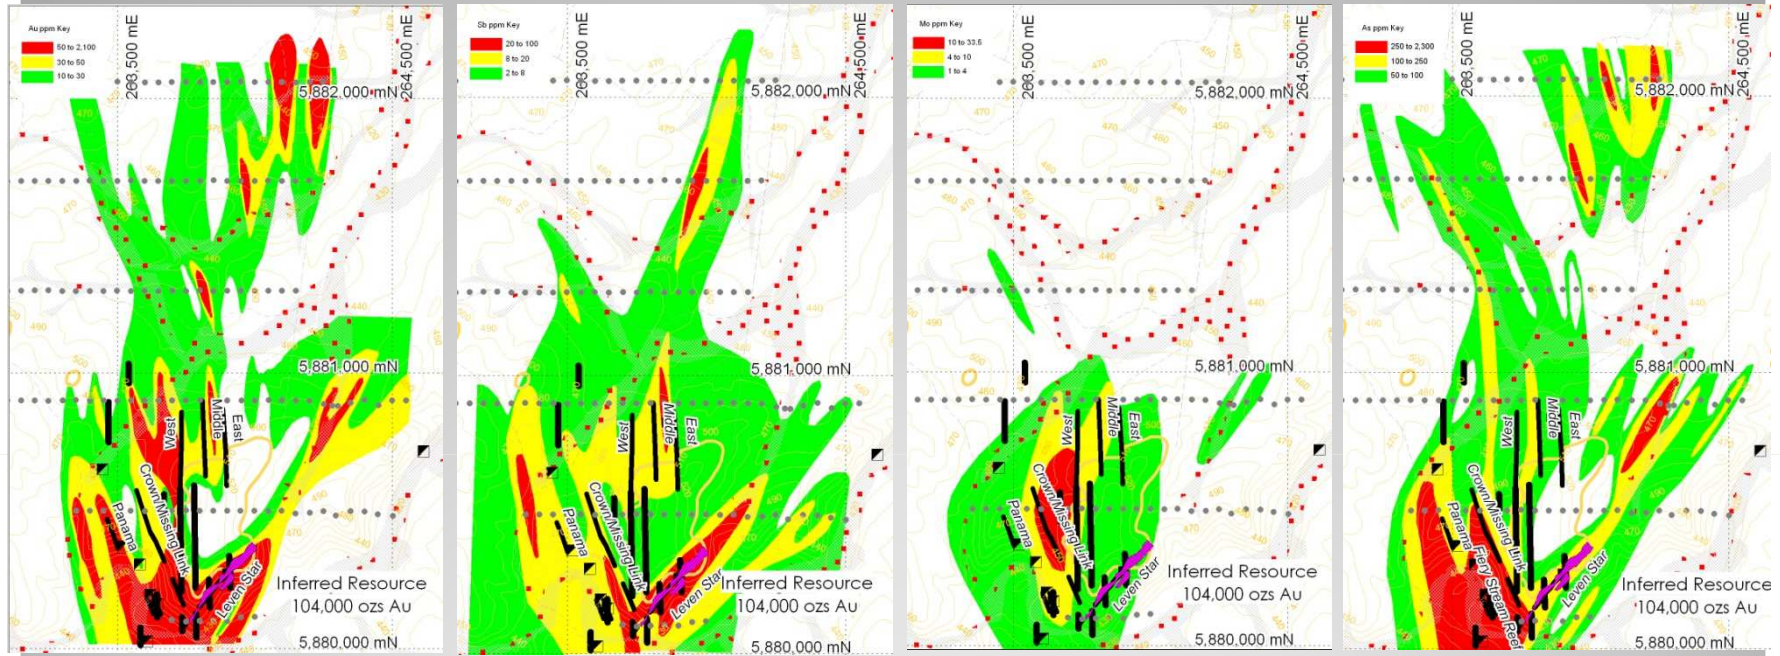 Au ppm Key
50 to 2,100
30 to 50
10 to 30
268,500 mE
264,500 mE
5,882,000 mN
5,881,000 mN
West
Middle
East
Crown/Missing Link
Panama
Leven Star
Inferred Resource
104,000 ozs Au
5,880,000 mN
Sb ppm Key
20 to 100
8 to 20
2 to 8
268,500 mE
264,500 mE
5,882,000 mN
5,881,000 mN
West
Middle
East
Crown/Missing Link
Panama
Leven Star
Inferred Resource
104,000 ozs Au
5,880,000 mN
Mo ppm Key
10 to 33.5
4 to 10
1 to 4
268,500 mE
264,500 mE
5,882,000 mN
5,881,000 mN
West
Middle
East
Crown/Missing Link
Panama
Leven Star
Inferred Resource
104,000 ozs Au
5,880,000 mN
As ppm Key
250 to 2,300
100 to 250
50 to 100
268,500 mE
264,500 mE
5,882,000 mN
5,881,000 mN
West
Middle
East
Crown/Missing Link
Panama
Fiery Stream Reef
Leven Star
Inferred Resource
104,000 ozs Au
5,880,000 mN